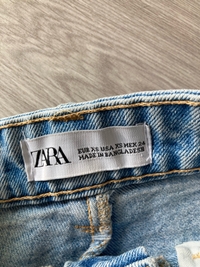 ZARA
EUR XS USA XS MEX 24
MADE IN BANGLADESH